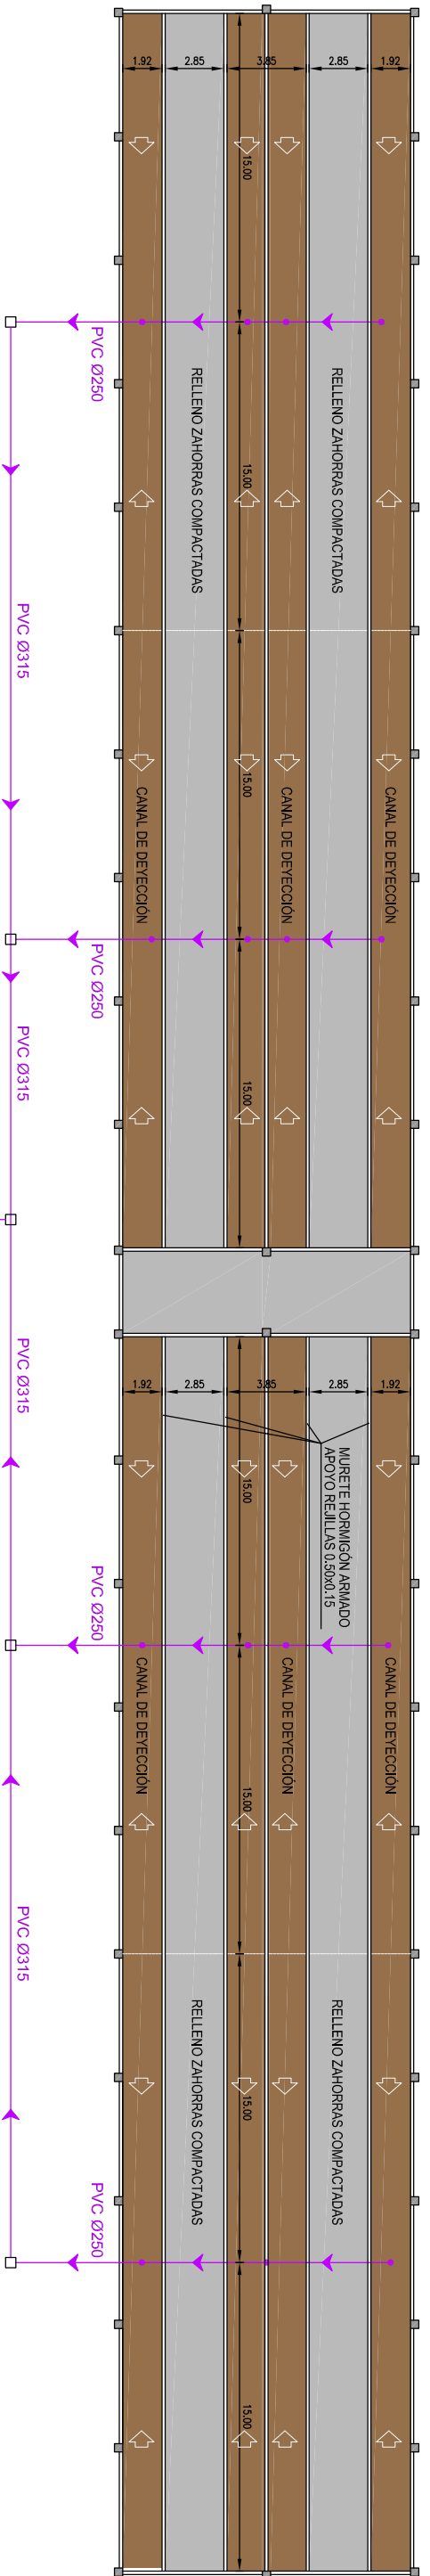 1.92
2.85
3.85
2.85
1.92
15.00
PVC Ø250
RELLENO ZAHORRAS COMPACTADAS
RELLENO ZAHORRAS COMPACTADAS
15.00
PVC Ø315
15.00
CANAL DE DEYECCIÓN
CANAL DE DEYECCIÓN
CANAL DE DEYECCIÓN
PVC Ø250
PVC Ø315
15.00
PVC Ø315
1.92
2.85
3.85
2.85
1.92
MURETE HORMIGÓN ARMADO
APOYO REJILLAS 0.50x0.15
15.00
PVC Ø250
CANAL DE DEYECCIÓN
CANAL DE DEYECCIÓN
CANAL DE DEYECCIÓN
15.00
PVC Ø315
RELLENO ZAHORRAS COMPACTADAS
RELLENO ZAHORRAS COMPACTADAS
15.00
PVC Ø250
15.00